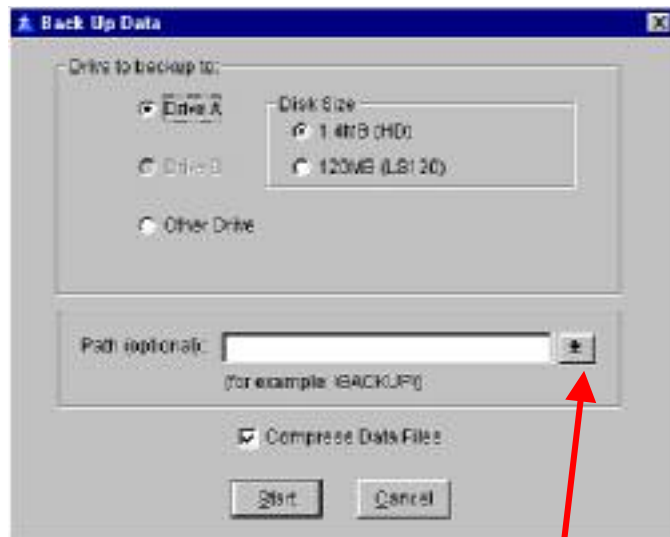 Back Up Data
Drive to backup to:
Drive A
Disk Size
1.4MB (HD)
Drive B
120MB (LS120)
Other Drive
Path (optional):
(for example: \BACKUP\)
Compress Data Files
Start
Cancel